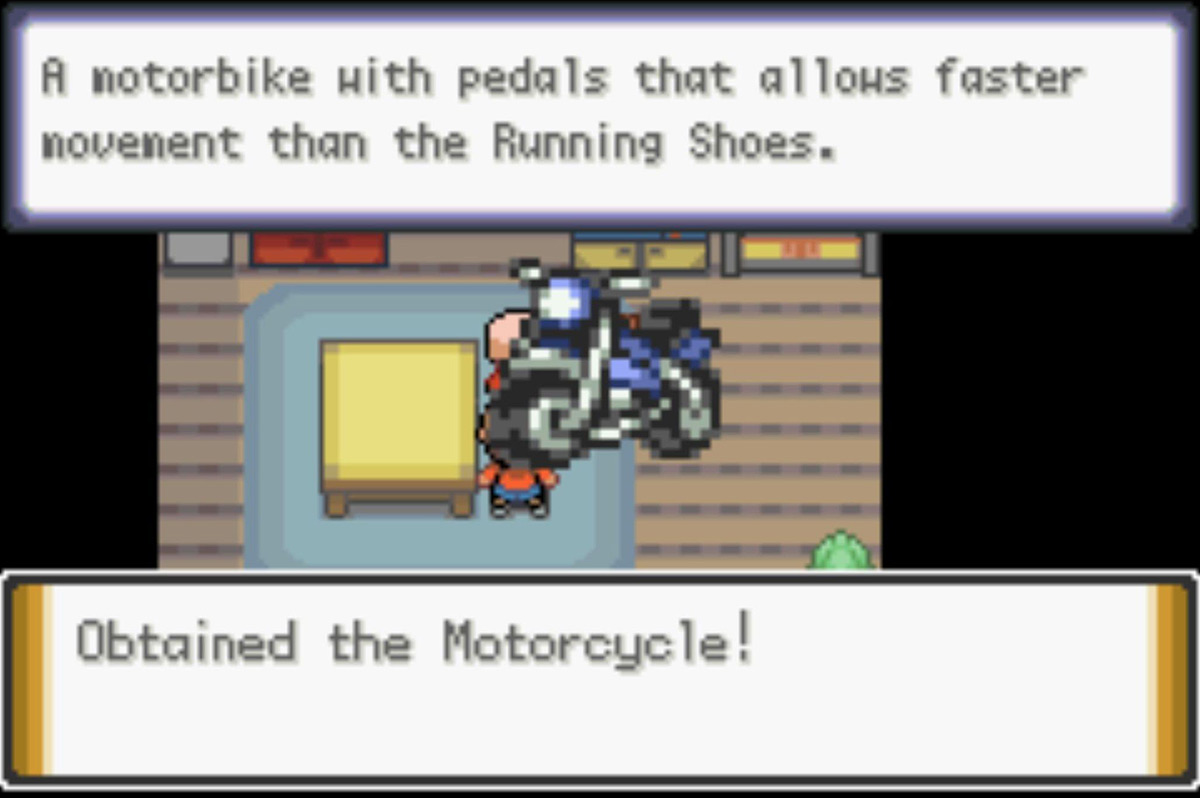 A motorbike with pedals that allows faster
movement than the Running Shoes.
Obtained the Motorcycle!